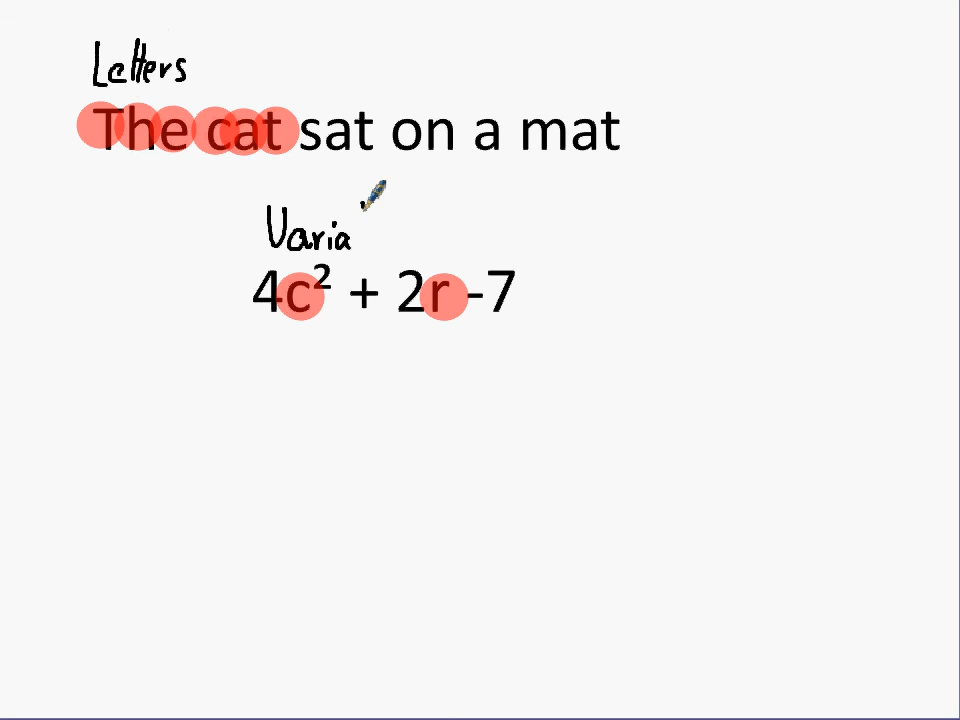 Letters
The cat sat on a mat
Varia
4c² + 2r -7